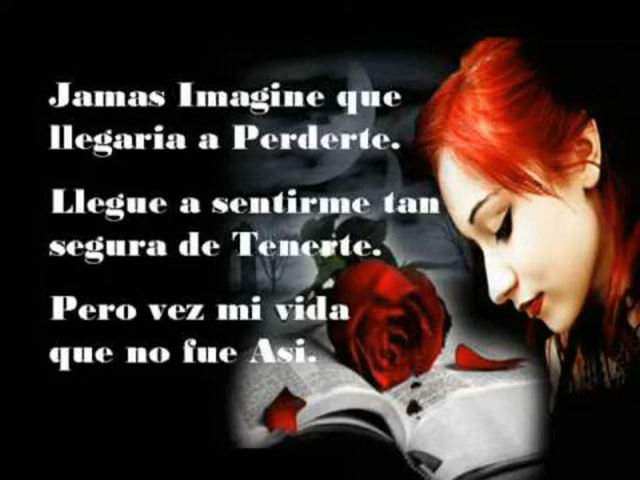 Jamas Imagine que
llegaria a Perderte.
Llegue a sentirme tan
segura de Tenerte.
Pero vez mi vida
que no fue Asi.